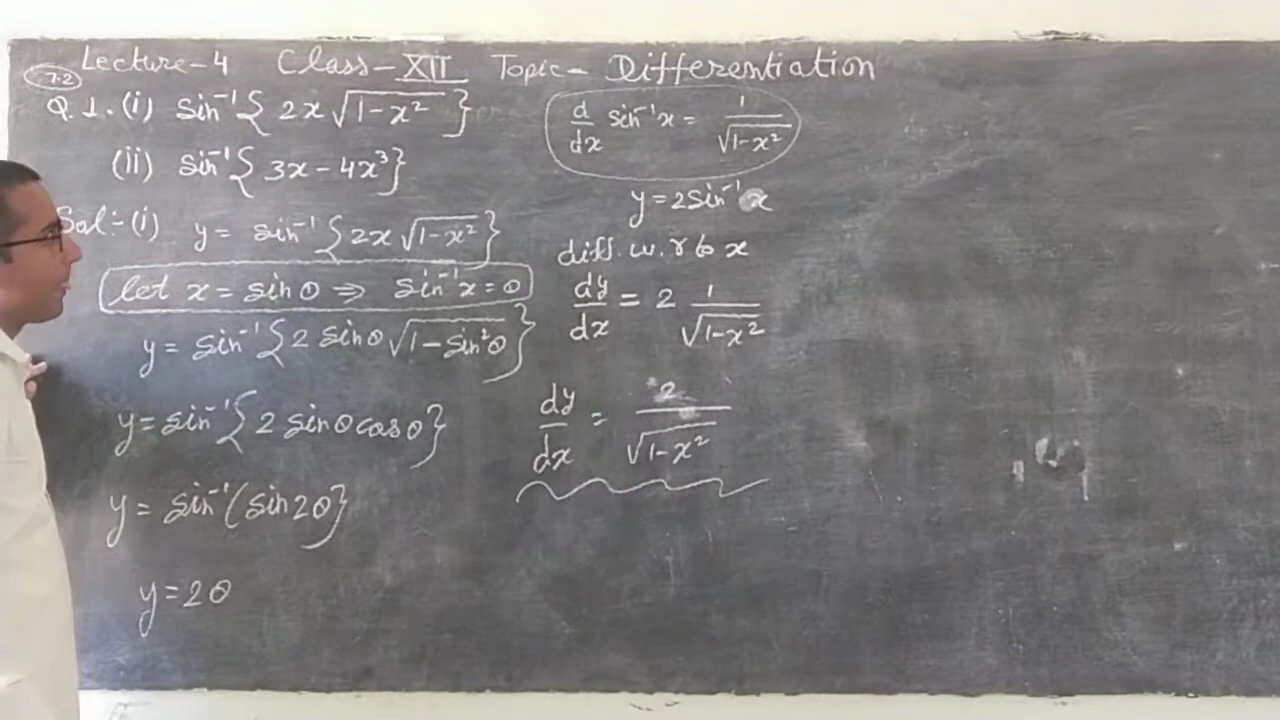 Lecture-4 Class-XII Topic- Differentiation
7.2
Q.1.(i) sin⁻¹{2x√(1-x²)}
(ii) sin⁻¹{3x-4x³}
Sol:-(i) y = sin⁻¹{2x√(1-x²)}
let x = sinθ ⇒ sin⁻¹x = θ
y = sin⁻¹{2 sinθ√(1-sin²θ)}
y = sin⁻¹{2 sinθcosθ}
y = sin⁻¹(sin2θ}
y = 2θ
d/dx sin⁻¹x = 1/√(1-x²)
y = 2sin⁻¹x
diff. w. r to x
dy/dx = 2 1/√(1-x²)
dy/dx = 2/√(1-x²)